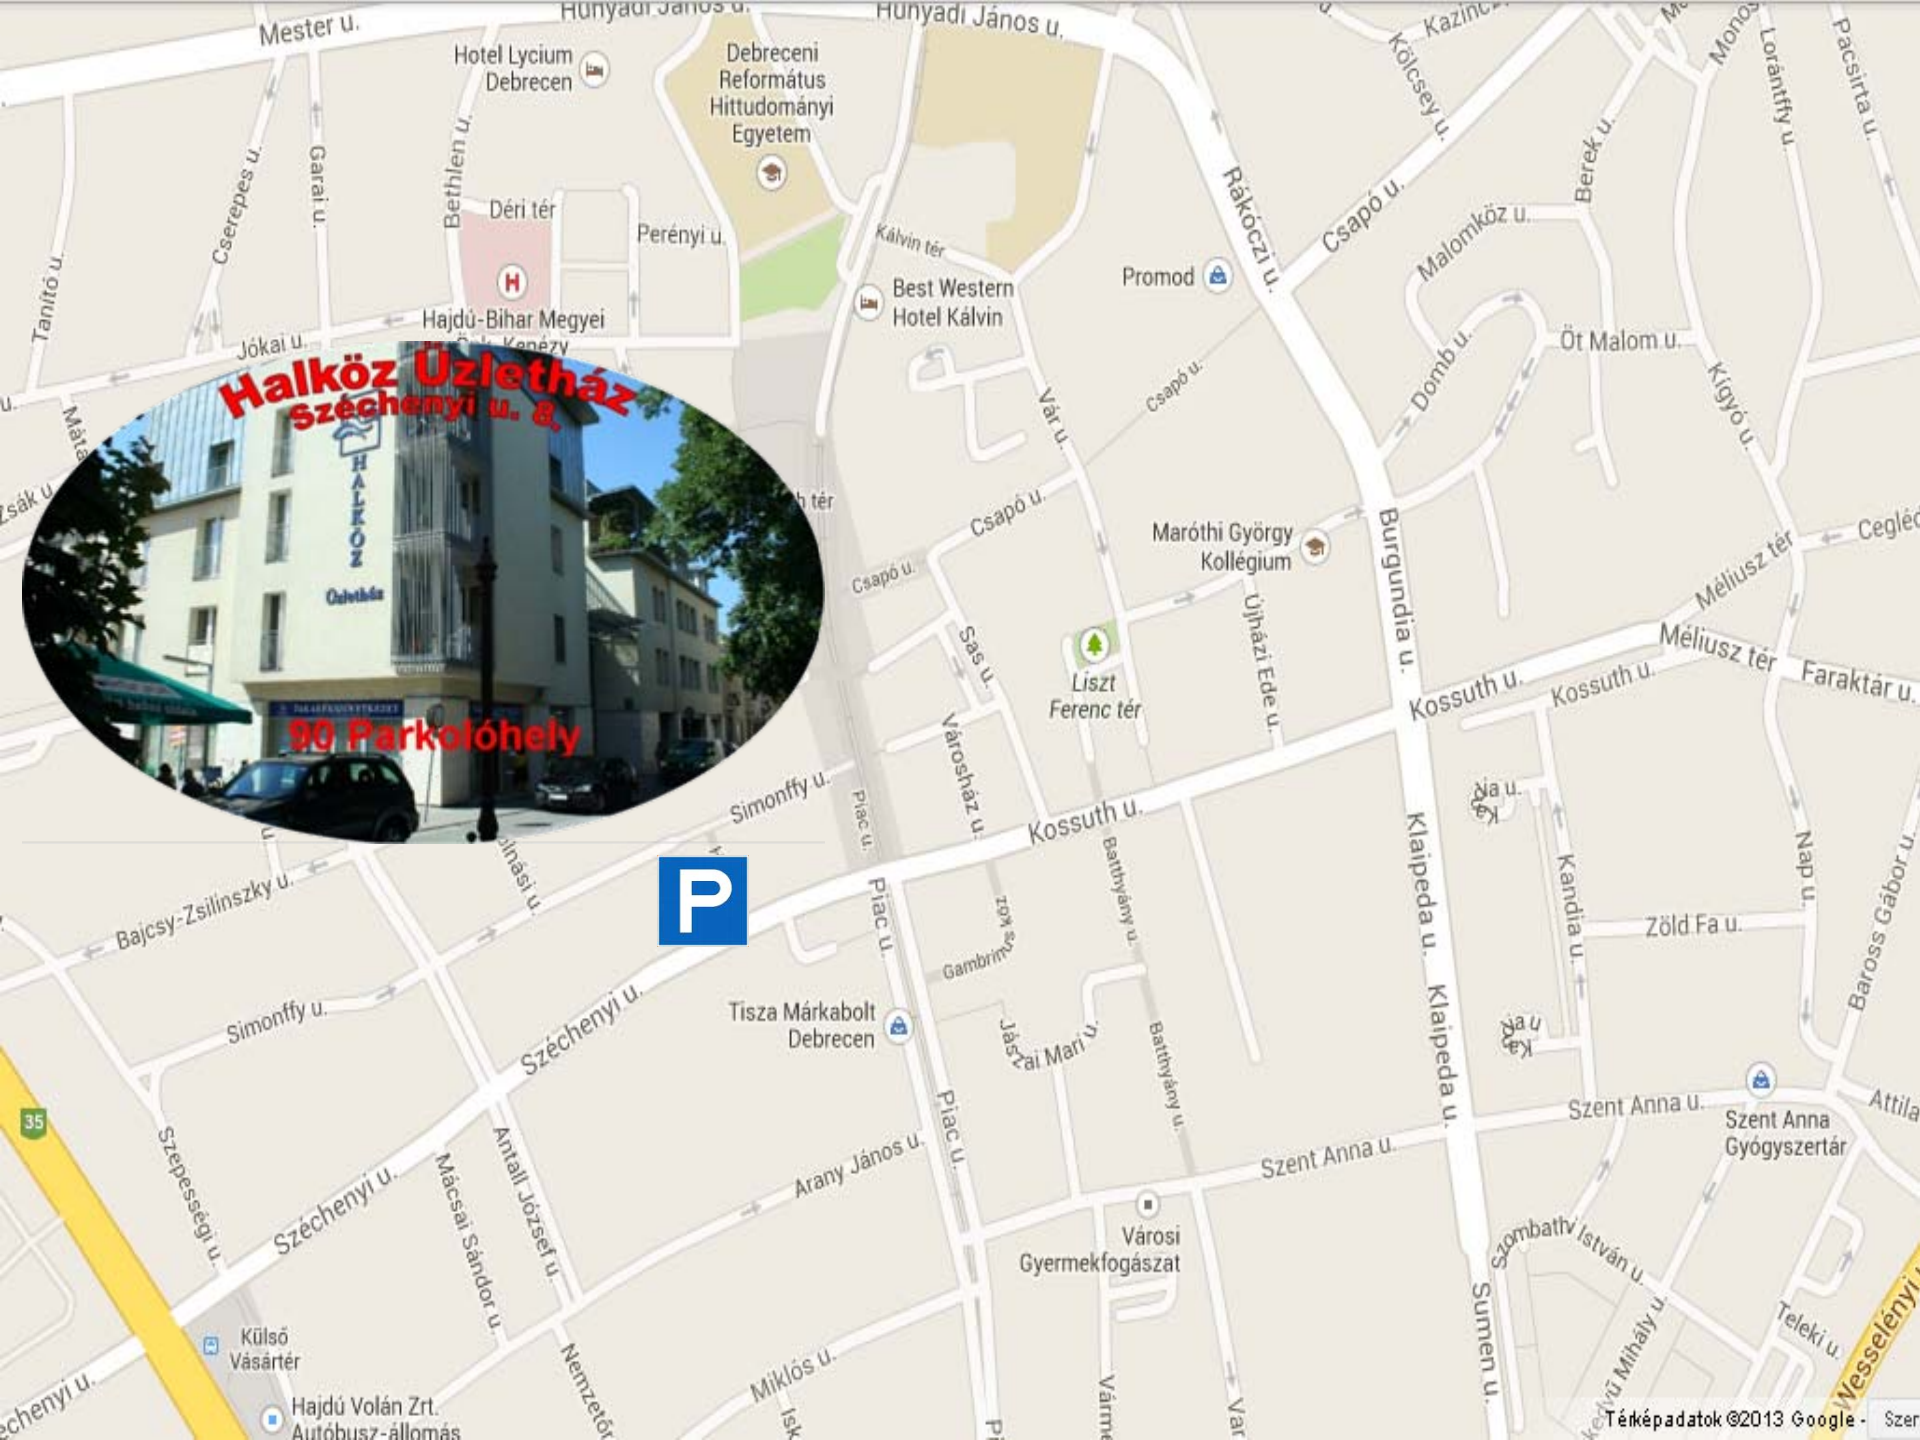 Mester u.
Hunyadi János u.
Hunyadi János u.
Kölcsey u.
Lorántffy u.
Pacsirta u.
Hotel Lycium
Debrecen
Debreceni
Református
Hittudományi
Egyetem
Cserepes u.
Garai u.
Bethlen u.
Déri tér
Perényi u.
Kálvin tér
Rákóczi u.
Csapó u.
Berek u.
Malomköz u.
Tanító u.
H
Hajdú-Bihar Megyei
Kenézy
Best Western
Hotel Kálvin
Promod
Jókai u.
Domb u.
Öt Malom u.
Kígyó u.
Halköz Üzletház
Széchenyi u. 8.
HALKÖZ
Üzletház
90 Parkolóhely
Vár u.
Csapó u.
Csapó u.
Csapó u.
Maróthi György
Kollégium
Burgundia u.
Méliusz tér
Újházi Ede u.
Sas u.
Liszt
Ferenc tér
Méliusz tér
Faraktár u.
Kossuth u.
Kossuth u.
Városház u.
Simonffy u.
Piac u.
Kossuth u.
P
Bajcsy-Zsilinszky u.
Piac u.
Batthyány u.
Klaipeda u.
Kandia u.
Nap u.
Zöld Fa u.
Baross Gábor u.
Simonffy u.
Széchenyi u.
Tisza Márkabolt
Debrecen
Jászai Mari u.
Batthyány u.
Klaipeda u.
35
Szepességi u.
Széchenyi u.
Mácsai Sándor u.
Antall József u.
Arany János u.
Piac u.
Szent Anna u.
Szent Anna u.
Szent Anna
Gyógyszertár
Attila
Városi
Gyermekfogászat
Szombathi István u.
Sumen u.
Teleki u.
Wesselényi
Külső
Vásártér
Hajdú Volán Zrt.
Autóbusz-állomás
Miklós u.
Térképadatok ©2013 Google -